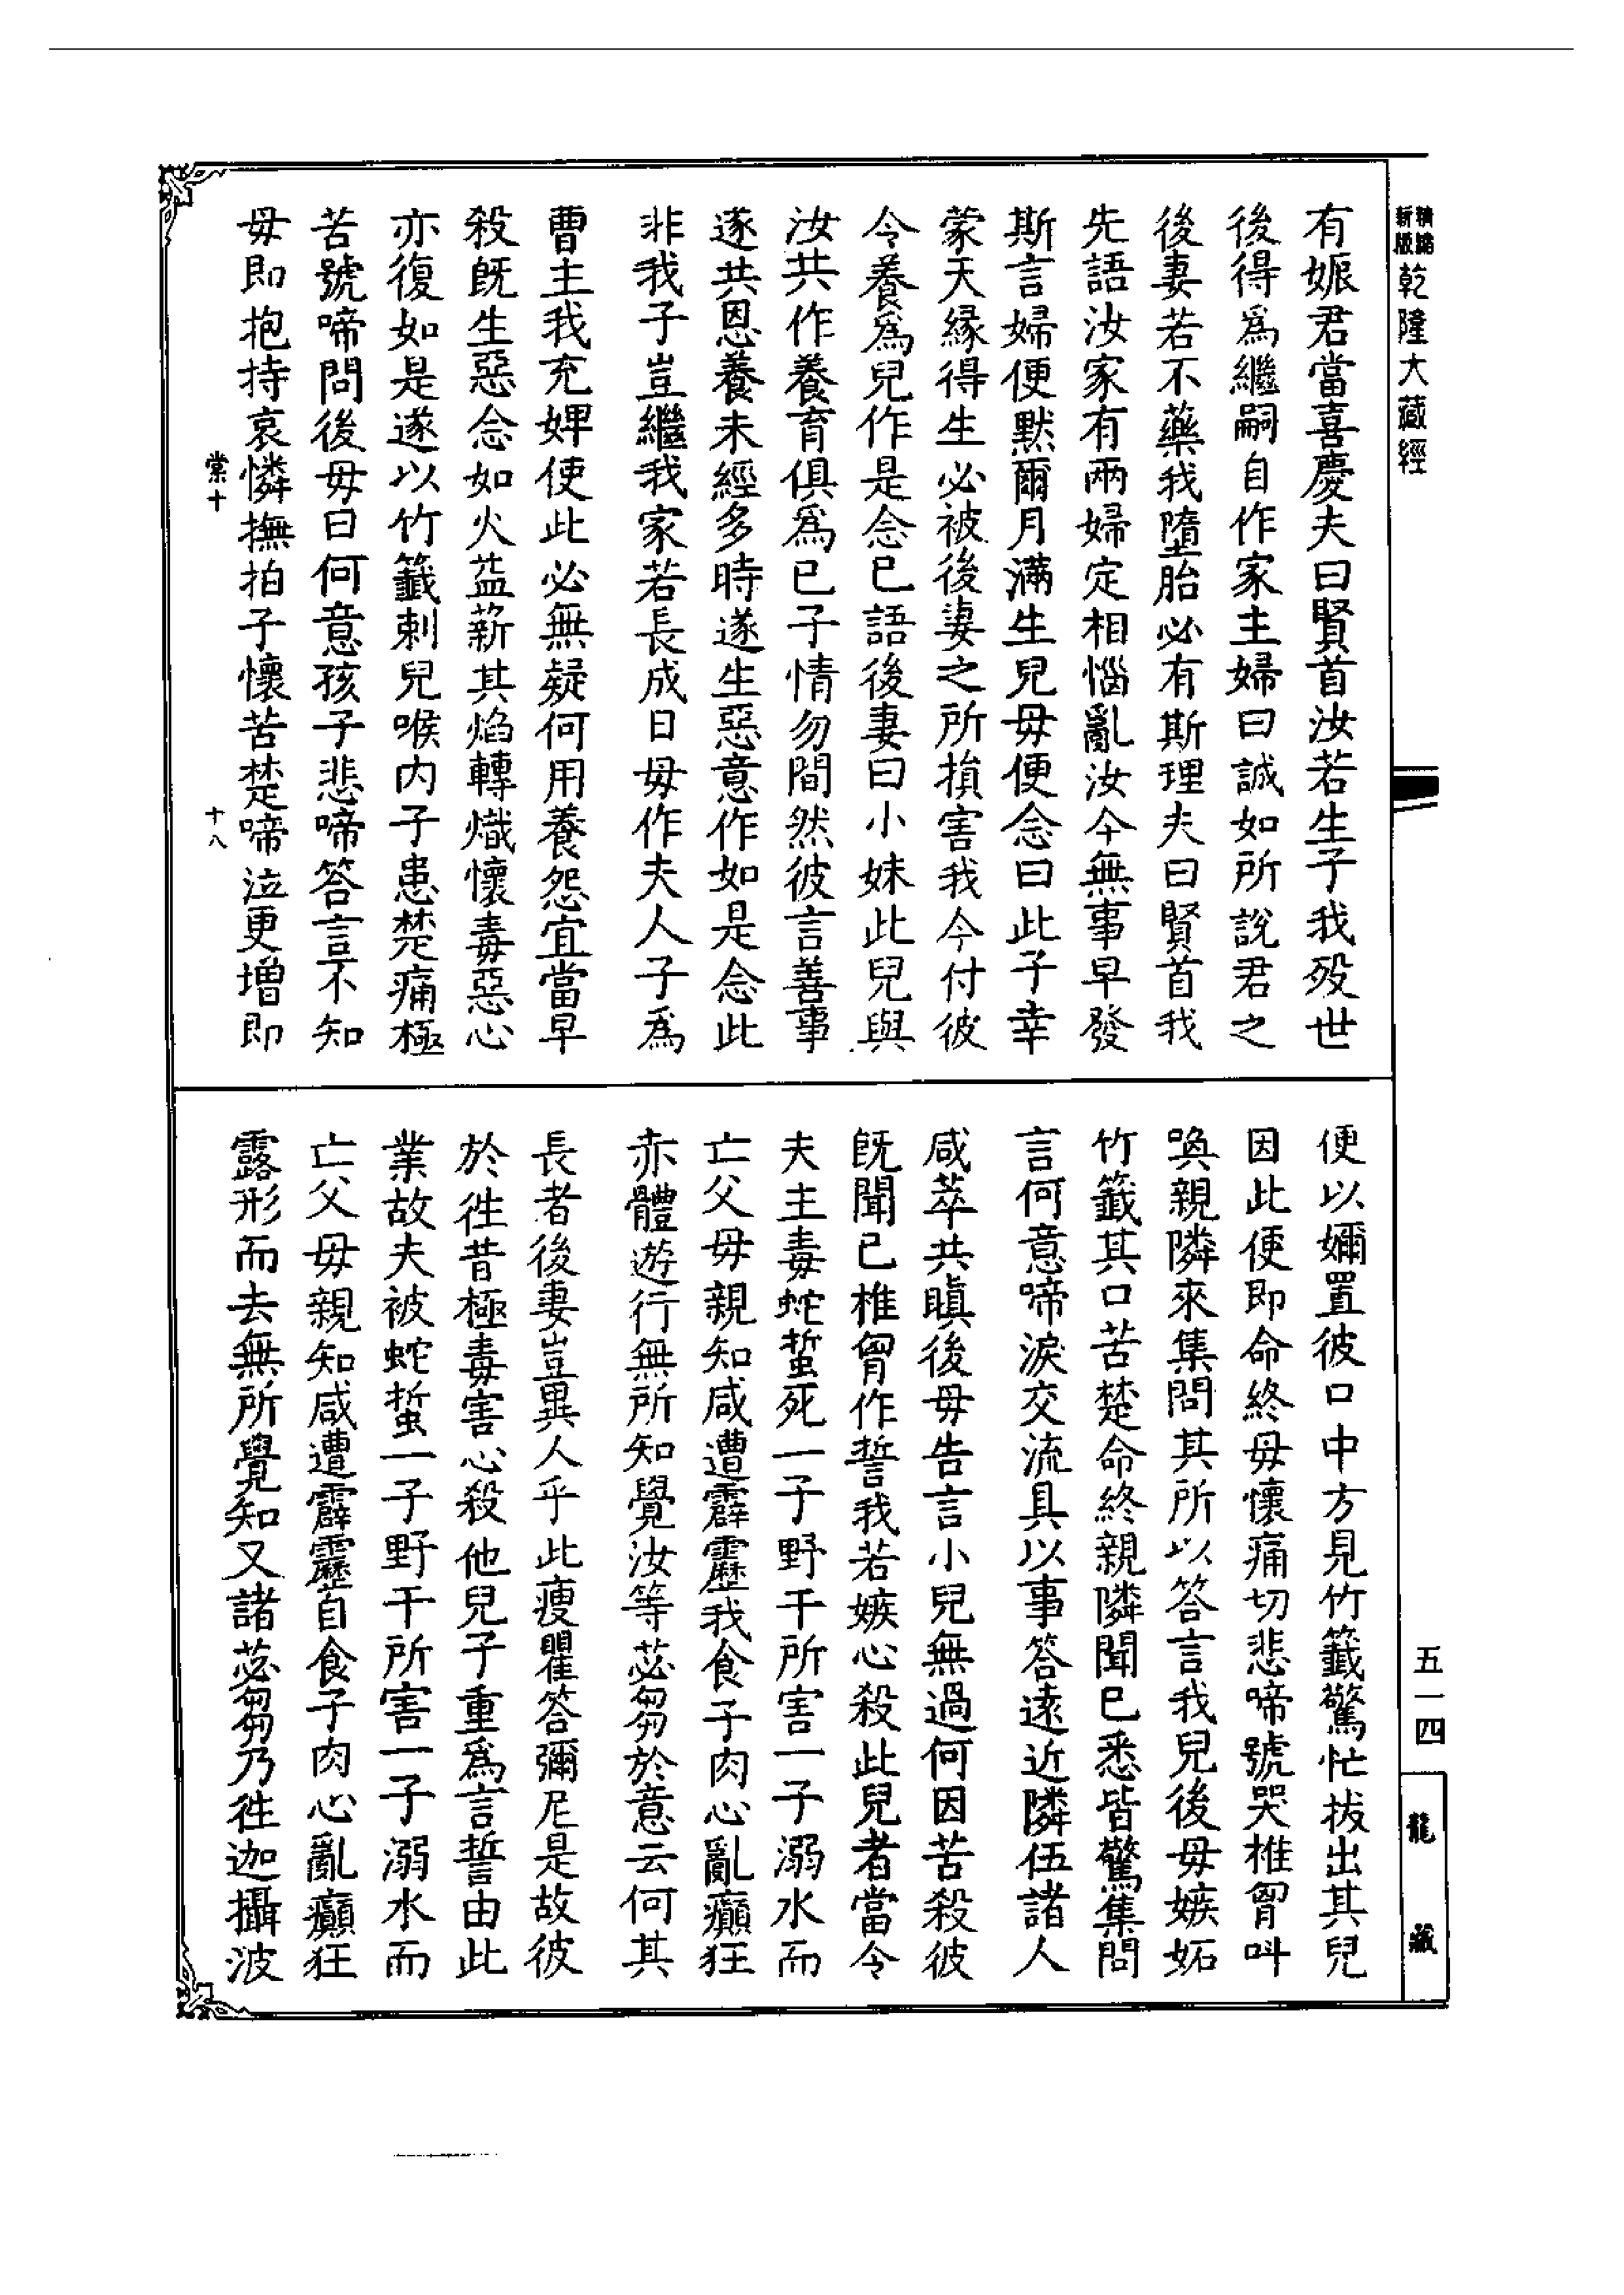 新編
新版 乾隆大藏經
有娠君當喜慶夫曰賢首汝若生子我歿世
後得爲繼嗣自作家主婦曰誠如所說君之
後妻若不藥我墮胎必有斯理夫曰賢首我
先語汝家有兩婦定相惱亂汝今無事早發
斯言婦便默爾月滿生兒毋便念曰此子幸
蒙天緣得生必被後妻之所損害我今付彼
令養爲兒作是念已語後妻曰小妹此兒與
汝共作養育俱爲已子情勿間然彼言善事
遂共恩養未經多時遂生惡意作如是念此
非我子豈繼我家若長成日毋作夫人子爲
曹主我充婢使此必無疑何用養怨宜當早
殺旣生惡念如火益薪其焰轉熾懷毒惡心
亦復如是遂以竹籤刺兒喉内子患楚痛極
苦號啼問後毋曰何意孩子悲啼答言不知
毋即抱持哀憐撫拍子懷苦楚啼泣更增即
棠十
十八
便以嬭置彼口中方見竹籤驚忙拔出其兒
因此便即命終毋懷痛切悲啼號哭椎胷叫
喚親隣來集問其所以答言我兒後毋嫉妬
竹籤其口苦楚命終親隣聞已悉皆驚集問
言何意啼淚交流具以事答遠近隣伍諸人
咸萃共瞋後毋告言小兒無過何因苦殺彼
旣聞已椎胷作誓我若嫉心殺此兒者當令
夫主毒蛇蜇死一子野干所害一子溺水而
亡父毋親知咸遭霹靂我食子肉心亂癲狂
赤體遊行無所知覺汝等苾芻於意云何其
長者後妻豈異人乎此瘦瞿答彌尼是故彼
於徃昔極毒害心殺他兒子重爲言誓由此
業故夫被蛇蜇一子野干所害一子溺水而
亡父毋親知咸遭霹靂自食子肉心亂癲狂
露形而去無所覺知又諸苾芻乃徃迦攝波
五一四
龍
藏